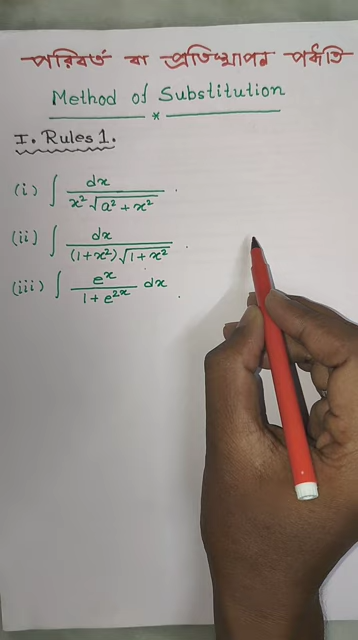 পরিবর্ত বা প্রতিস্থাপন পদ্ধতি
Method of Substitution
I. Rules 1.
(i) ∫ dx / x²√(a² + x²) .
(ii) ∫ dx / (1+x²)√(1+x²) .
(iii) ∫ eˣ / (1 + e²ˣ) dx .